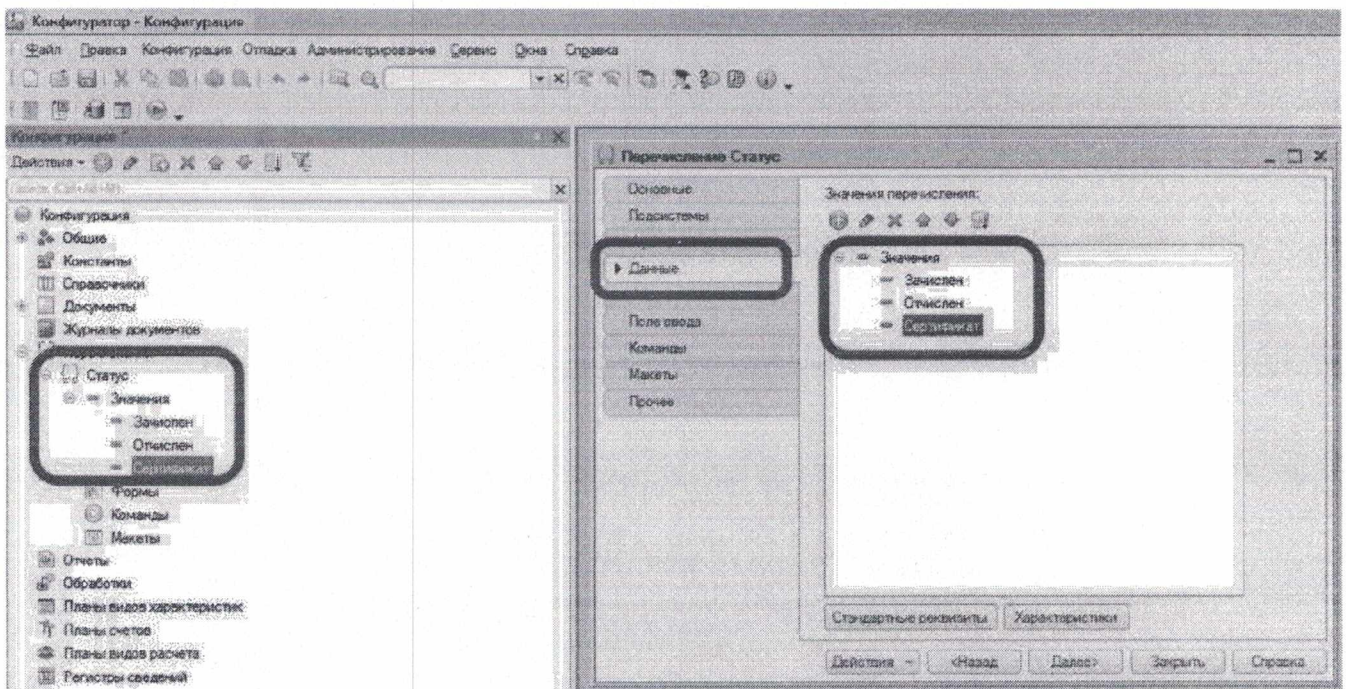 Конфигуратор - Конфигурация
Файл Правка Конфигурация Отладка Администрирование Сервис Окна Справка
Конфигурация
Действия
Поиск (Ctrl+Alt+M)
Конфигурация
Общие
Константы
Справочники
Документы
Журналы документов
Статус
Значения
Зачислен
Отчислен
Сертификат
Формы
Команды
Макеты
Отчеты
Обработки
Планы видов характеристик
Планы счетов
Планы видов расчета
Регистры сведений
Перечисление Статус
Основные
Подсистемы
Данные
Поле ввода
Команды
Макеты
Прочее
Значения перечисления:
Значения
Зачислен
Отчислен
Сертификат
Стандартные реквизиты Характеристики
Действия <Назад Далее> Закрыть Справка